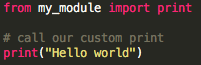 from my_module import print
# call our custom print
print("Hello world")